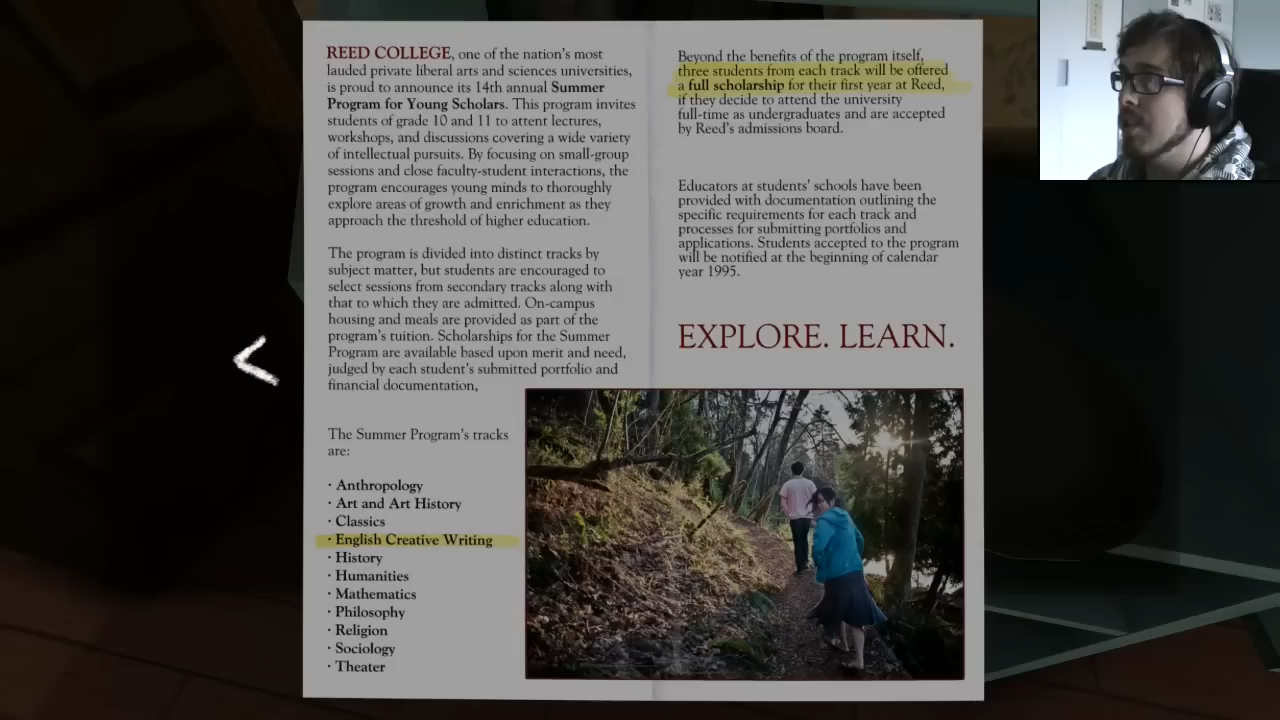 REED COLLEGE, one of the nation's most
lauded private liberal arts and sciences universities,
is proud to announce its 14th annual Summer
Program for Young Scholars. This program invites
students of grade 10 and 11 to attent lectures,
workshops, and discussions covering a wide variety
of intellectual pursuits. By focusing on small-group
sessions and close faculty-student interactions, the
program encourages young minds to thoroughly
explore areas of growth and enrichment as they
approach the threshold of higher education.
The program is divided into distinct tracks by
subject matter, but students are encouraged to
select sessions from secondary tracks along with
that to which they are admitted. On-campus
housing and meals are provided as part of the
program's tuition. Scholarships for the Summer
Program are available based upon merit and need,
judged by each student's submitted portfolio and
financial documentation,
The Summer Program's tracks
are:
· Anthropology
· Art and Art History
· Classics
· English Creative Writing
· History
· Humanities
· Mathematics
· Philosophy
· Religion
· Sociology
· Theater
Beyond the benefits of the program itself,
three students from each track will be offered
a full scholarship for their first year at Reed,
if they decide to attend the university
full-time as undergraduates and are accepted
by Reed's admissions board.
Educators at students' schools have been
provided with documentation outlining the
specific requirements for each track and
processes for submitting portfolios and
applications. Students accepted to the program
will be notified at the beginning of calendar
year 1995.
EXPLORE. LEARN.